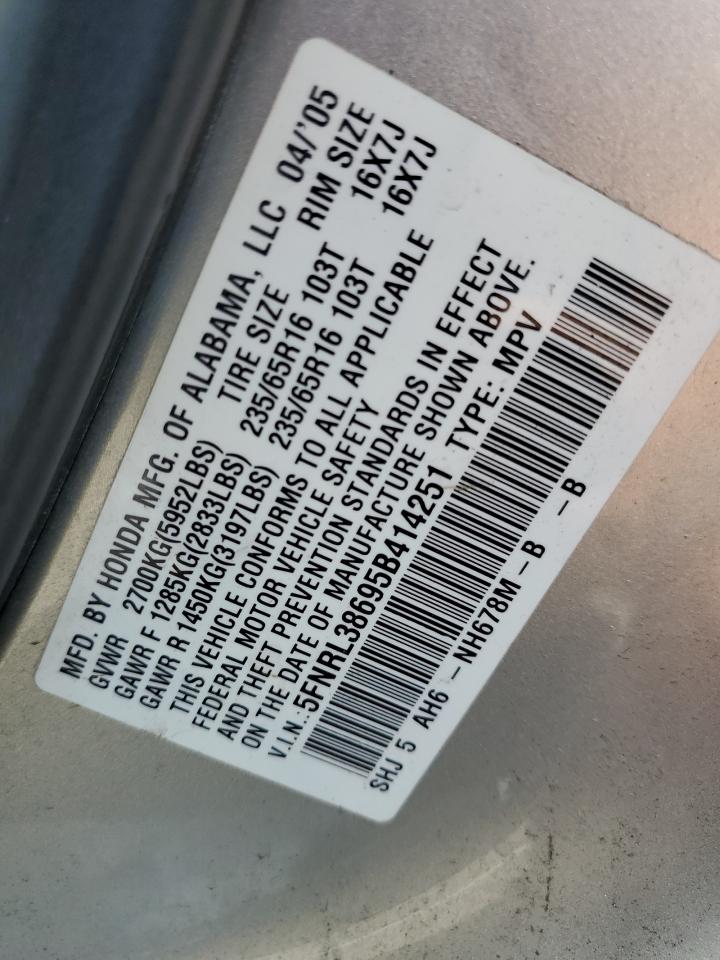 MFD. BY HONDA MFG. OF ALABAMA, LLC 04/'05
GVWR 2700KG(5952LBS) TIRE SIZE RIM SIZE
GAWR F 1285KG(2833LBS) 235/65R16 103T 16X7J
GAWR R 1450KG(3197LBS) 235/65R16 103T 16X7J
THIS VEHICLE CONFORMS TO ALL APPLICABLE
FEDERAL MOTOR VEHICLE SAFETY
AND THEFT PREVENTION STANDARDS IN EFFECT
ON THE DATE OF MANUFACTURE SHOWN ABOVE.
V.I.N.:5FNRL38695B414251 TYPE: MPV
SHJ 5 AH6 -NH678M-B -B